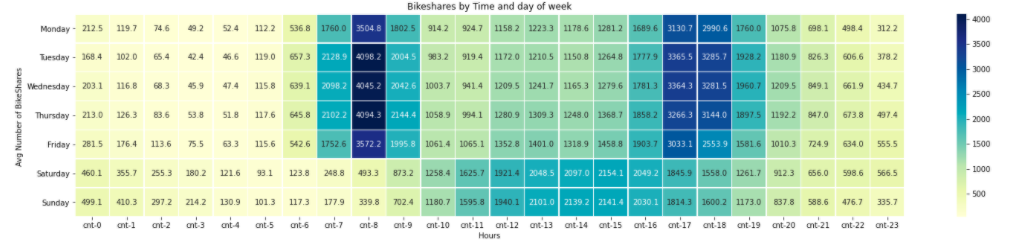 Bikeshares by Time and day of week
Monday 212.5 119.7 74.6 49.2 52.4 112.2 536.8 1760.0 3504.8 1802.5 914.2 924.7 1158.2 1223.3 1178.6 1281.2 1689.6 3130.7 2990.6 1760.0 1075.8 698.1 498.4 312.2
Tuesday 168.4 102.0 65.4 42.4 46.6 119.0 657.3 2128.9 4098.2 2004.5 983.2 919.4 1172.0 1210.5 1150.8 1264.8 1777.9 3365.5 3285.7 1928.2 1180.9 826.3 606.6 378.2
Wednesday 203.1 116.8 68.3 45.9 47.4 115.8 639.1 2098.2 4045.2 2042.6 1003.7 941.4 1209.5 1241.7 1165.3 1279.6 1781.3 3364.3 3281.5 1960.7 1209.5 849.1 661.9 434.7
Thursday 213.0 126.3 83.6 53.8 51.8 117.6 645.8 2102.2 4094.3 2144.4 1058.9 994.1 1280.9 1309.3 1248.0 1368.7 1858.2 3266.3 3144.0 1897.5 1192.2 847.0 673.8 497.4
Friday 281.5 176.4 113.6 75.5 63.3 115.6 542.6 1752.6 3572.2 1995.8 1061.4 1065.1 1352.8 1401.0 1318.9 1458.8 1903.7 3033.1 2553.9 1581.6 1010.3 724.9 634.0 555.5
Saturday 460.1 355.7 255.3 180.2 121.6 93.1 123.8 248.8 493.3 873.2 1258.4 1625.7 1921.4 2048.5 2097.0 2154.1 2049.2 1845.9 1558.0 1261.7 912.3 656.0 598.6 566.5
Sunday 499.1 410.3 297.2 214.2 130.9 101.3 117.3 177.9 339.8 702.4 1180.7 1595.8 1940.1 2101.0 2139.2 2141.4 2030.1 1814.3 1600.2 1173.0 837.8 588.6 476.7 335.7
cnt-0 cnt-1 cnt-2 cnt-3 cnt-4 cnt-5 cnt-6 cnt-7 cnt-8 cnt-9 cnt-10 cnt-11 cnt-12 cnt-13 cnt-14 cnt-15 cnt-16 cnt-17 cnt-18 cnt-19 cnt-20 cnt-21 cnt-22 cnt-23
Hours
Avg Number of BikeShares
4000
3500
3000
2500
2000
1500
1000
500